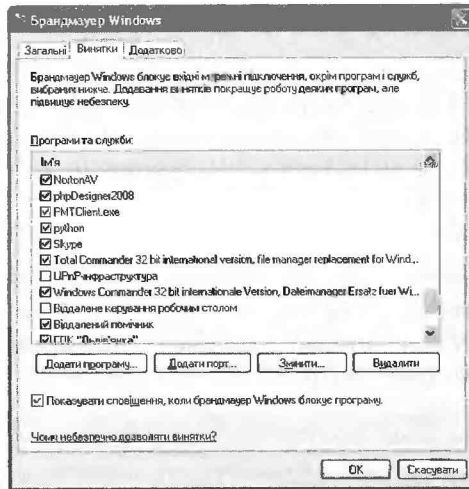 Брандмауер Windows
Загальні Винятки Додатково
Брандмауер Windows блокує вхідні мережні підключення, окрім програм і служб,
вибраних нижче. Додавання винятків покращує роботу деяких програм, але
підвищує небезпеку.
Програми та служби:
Ім'я
NortonAV
phpDesigner2008
PMTClient.exe
python
Skype
Total Commander 32 bit international version, file manager replacement for Wind...
UPnP-інфраструктура
Windows Commander 32 bit internationale Version, Dateimanager Ersatz fuer Wi...
Віддалене керування робочим столом
Віддалений помічник
Додати програму... Додати порт... Змінити... Видалити
Показувати сповіщення, коли брандмауер Windows блокує програму.
Чому небезпечно дозволяти винятки?
OK Скасувати